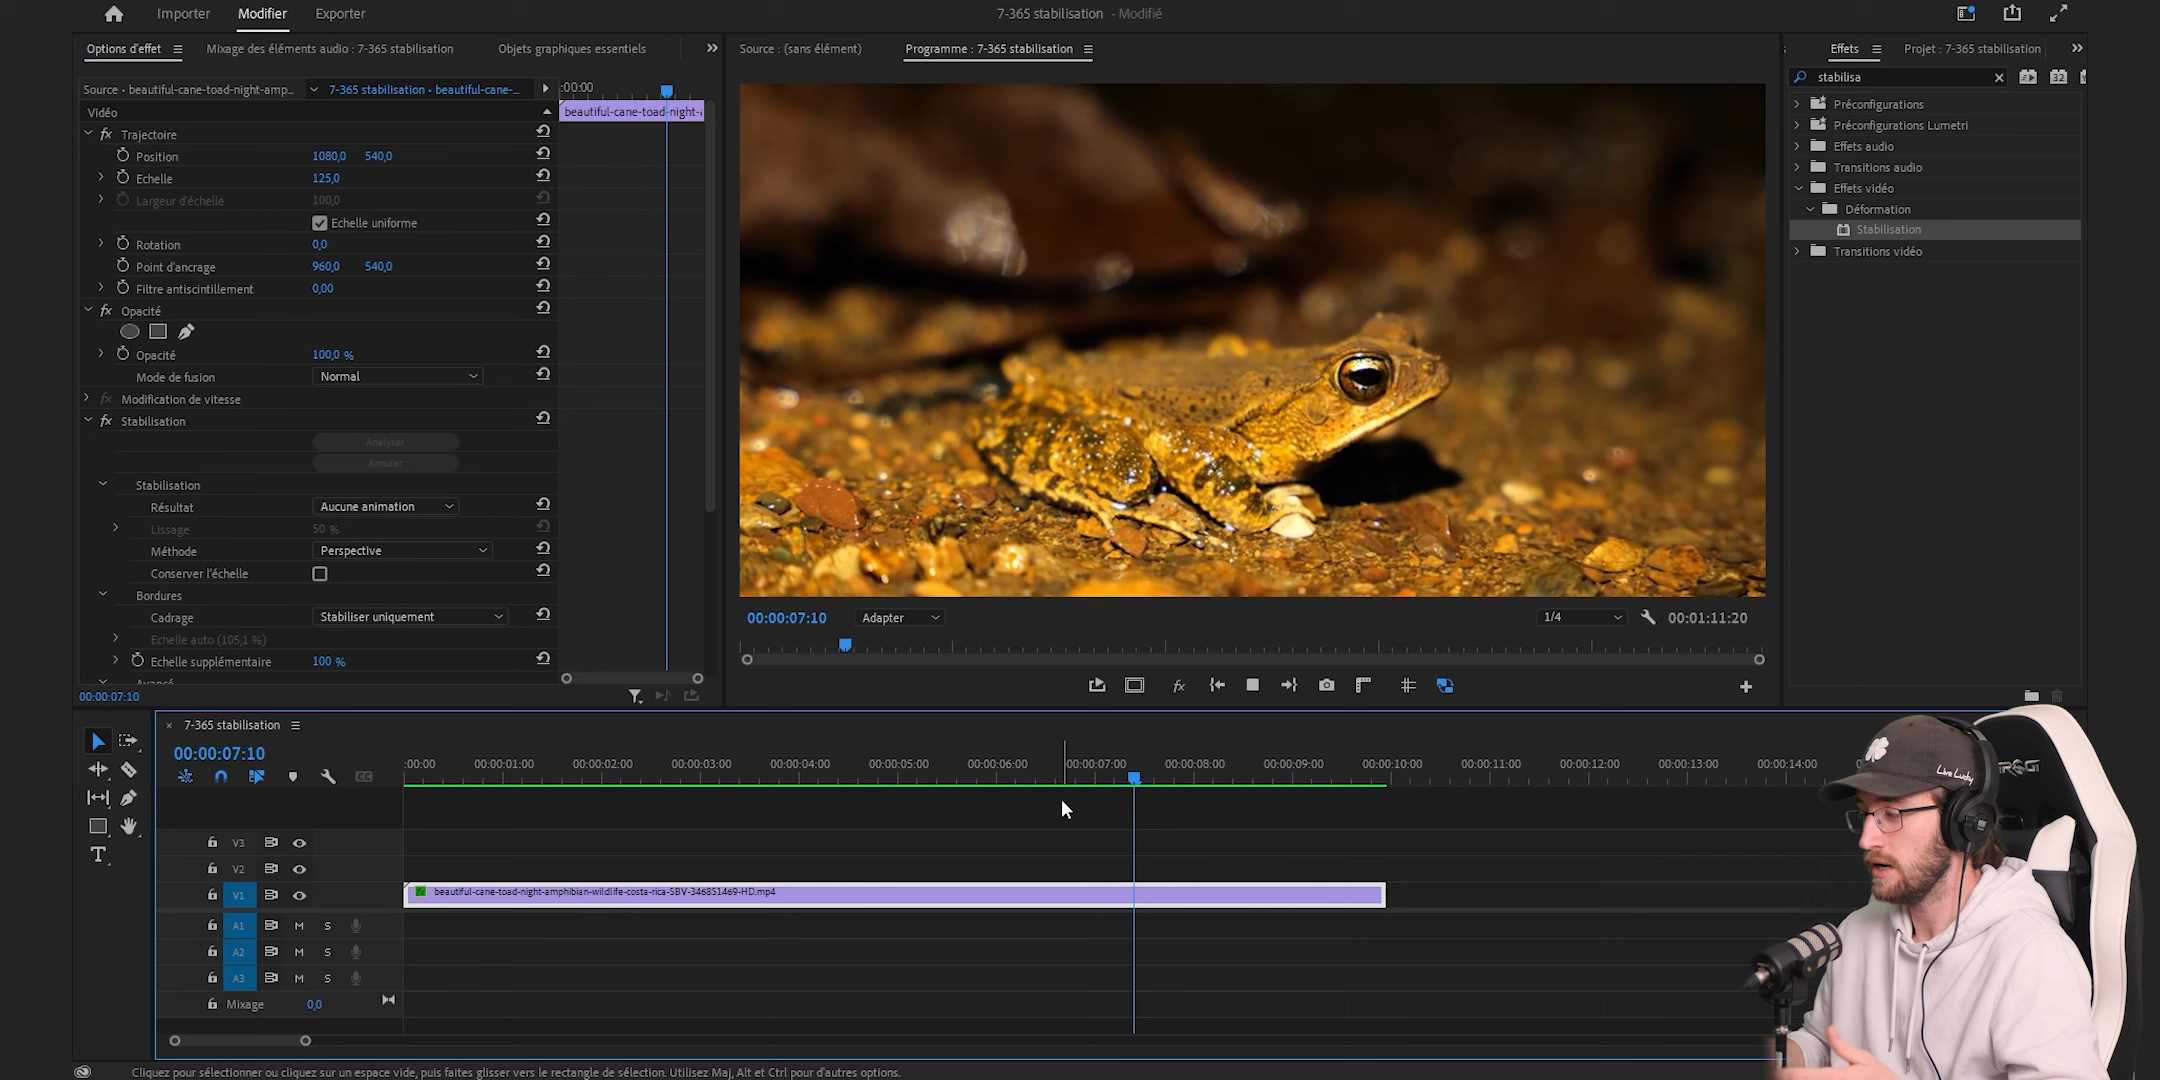 Importer
Modifier
Exporter
7-365 stabilisation - Modifié
Options d'effet
Mixage des éléments audio : 7-365 stabilisation
Objets graphiques essentiels
Source : (sans élément)
Programme : 7-365 stabilisation
Effets
Projet : 7-365 stabilisation
Source • beautiful-cane-toad-night-amp...
7-365 stabilisation • beautiful-cane-...
:00:00
stabilisa
32
Vidéo
beautiful-cane-toad-night-a
Trajectoire
Position 1080,0 540,0
Echelle 125,0
Largeur d'échelle 100,0
Echelle uniforme
Rotation 0,0
Point d'ancrage 960,0 540,0
Filtre antiscintillement 0,00
fx Opacité
Opacité 100,0 %
Mode de fusion Normal
fx Modification de vitesse
fx Stabilisation
Analyser
Annuler
Stabilisation
Résultat Aucune animation
Lissage 50 %
Méthode Perspective
Conserver l'échelle
Bordures
Cadrage Stabiliser uniquement
Echelle auto (105,1 %)
Echelle supplémentaire 100 %
Avancé
00:00:07:10
Préconfigurations
Préconfigurations Lumetri
Effets audio
Transitions audio
Effets vidéo
Déformation
Stabilisation
Transitions vidéo
00:00:07:10
Adapter
1/4
00:01:11:20
fx
7-365 stabilisation
00:00:07:10
:00:00 00:00:01:00 00:00:02:00 00:00:03:00 00:00:04:00 00:00:05:00 00:00:06:00 00:00:07:00 00:00:08:00 00:00:09:00 00:00:10:00 00:00:11:00 00:00:12:00 00:00:13:00 00:00:14:00
V3
V2
V1
fx beautiful-cane-toad-night-amphibian-wildlife-costa-rica-SBV-346851469-HD.mp4
A1 M S
A2 M S
A3 M S
Mixage 0,0
T
Live Lucky
Cliquez pour sélectionner ou cliquez sur un espace vide, puis faites glisser vers le rectangle de sélection. Utilisez Maj, Alt et Ctrl pour d'autres options.